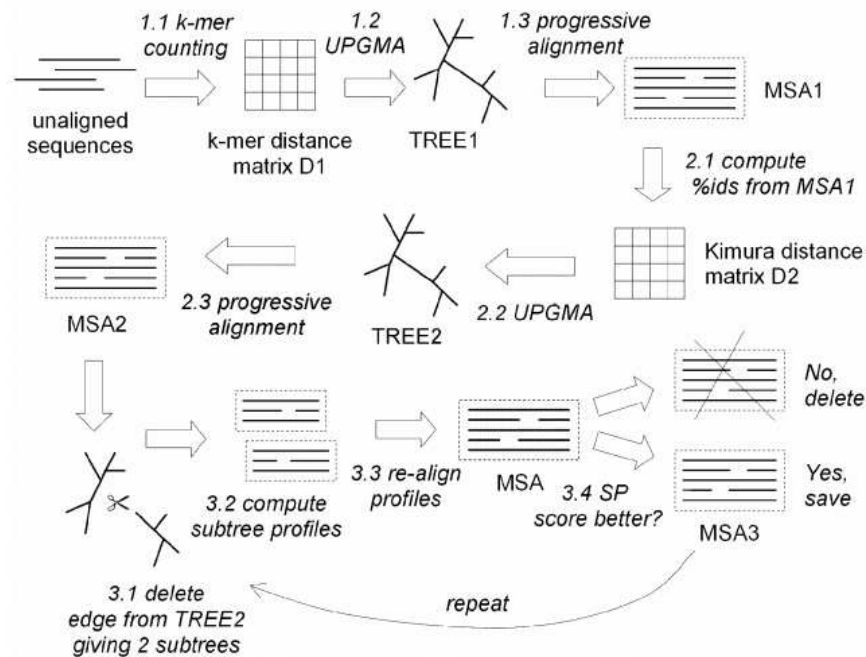 1.1 k-mer
counting
1.2
UPGMA
1.3 progressive
alignment
unaligned
sequences
k-mer distance
matrix D1
TREE1
MSA1
2.1 compute
%ids from MSA1
Kimura distance
matrix D2
2.2 UPGMA
TREE2
2.3 progressive
alignment
MSA2
3.1 delete
edge from TREE2
giving 2 subtrees
3.2 compute
subtree profiles
3.3 re-align
profiles
MSA
3.4 SP
score better?
No,
delete
Yes,
save
MSA3
repeat